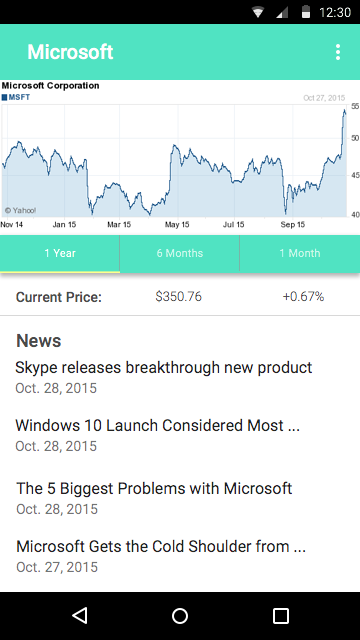 12:30
Microsoft
Microsoft Corporation
MSFT
Oct 27, 2015
55
50
45
40
© Yahoo!
Nov 14 Jan 15 Mar 15 May 15 Jul 15 Sep 15
1 Year 6 Months 1 Month
Current Price: $350.76 +0.67%
News
Skype releases breakthrough new product
Oct. 28, 2015
Windows 10 Launch Considered Most ...
Oct. 28, 2015
The 5 Biggest Problems with Microsoft
Oct. 28, 2015
Microsoft Gets the Cold Shoulder from ...
Oct. 27, 2015